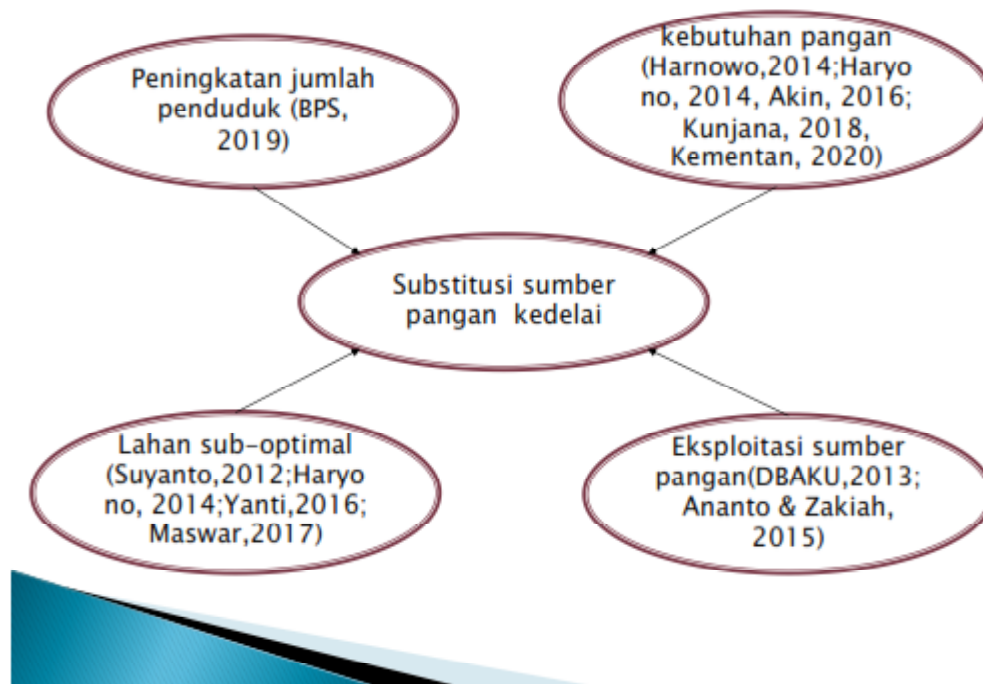 Peningkatan jumlah
penduduk (BPS,
2019)
kebutuhan pangan
(Harnowo,2014;Haryo
no, 2014, Akin, 2016;
Kunjana, 2018,
Kementan, 2020)
Substitusi sumber
pangan kedelai
Lahan sub-optimal
(Suyanto,2012;Haryo
no, 2014;Yanti,2016;
Maswar,2017)
Eksploitasi sumber
pangan(DBAKU,2013;
Ananto & Zakiah,
2015)